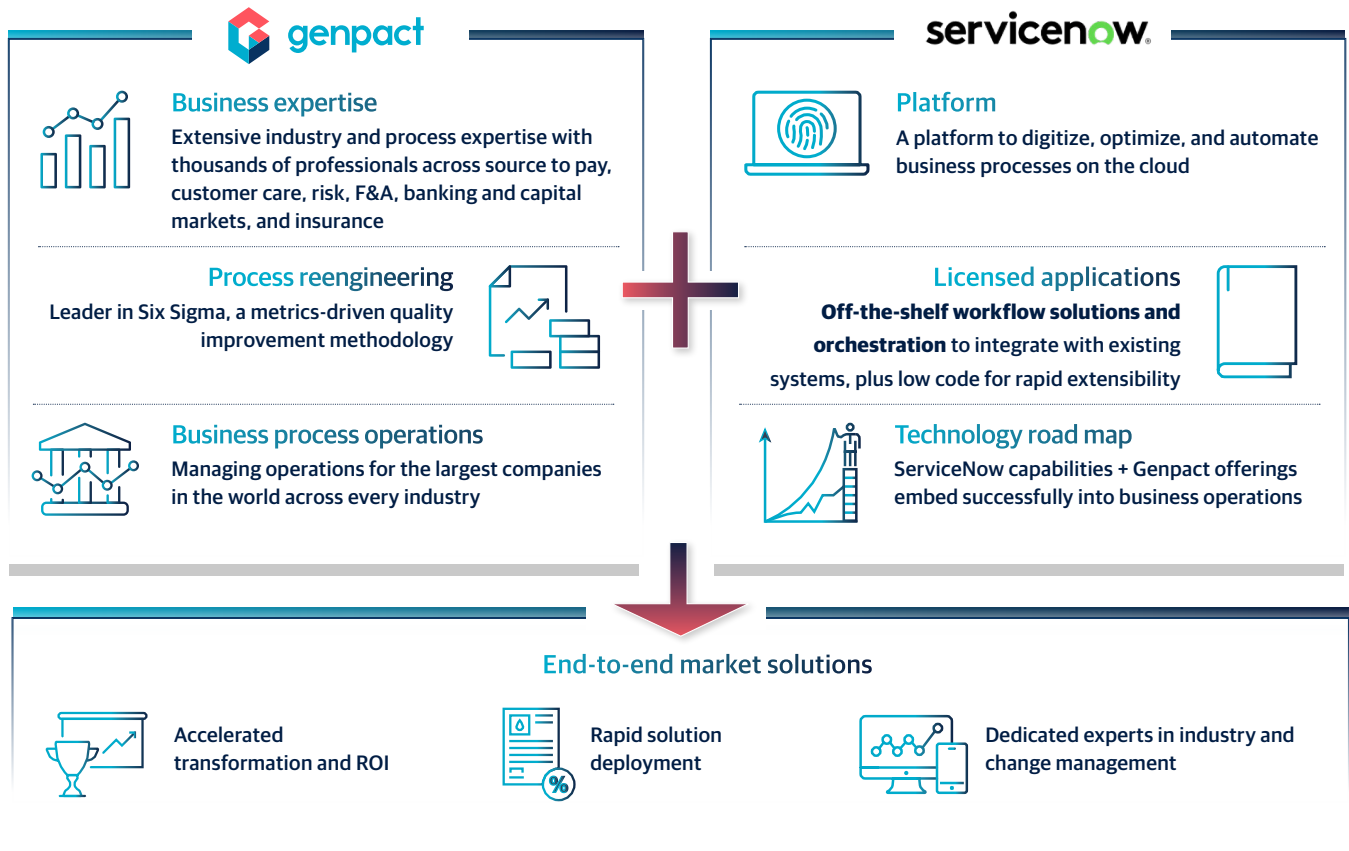 genpact
Business expertise
Extensive industry and process expertise with
thousands of professionals across source to pay,
customer care, risk, F&A, banking and capital
markets, and insurance
Process reengineering
Leader in Six Sigma, a metrics-driven quality
improvement methodology
Business process operations
Managing operations for the largest companies
in the world across every industry
servicenow®
Platform
A platform to digitize, optimize, and automate
business processes on the cloud
Licensed applications
Off-the-shelf workflow solutions and
orchestration to integrate with existing
systems, plus low code for rapid extensibility
Technology road map
ServiceNow capabilities + Genpact offerings
embed successfully into business operations
End-to-end market solutions
Accelerated
transformation and ROI
%
Rapid solution
deployment
Dedicated experts in industry and
change management